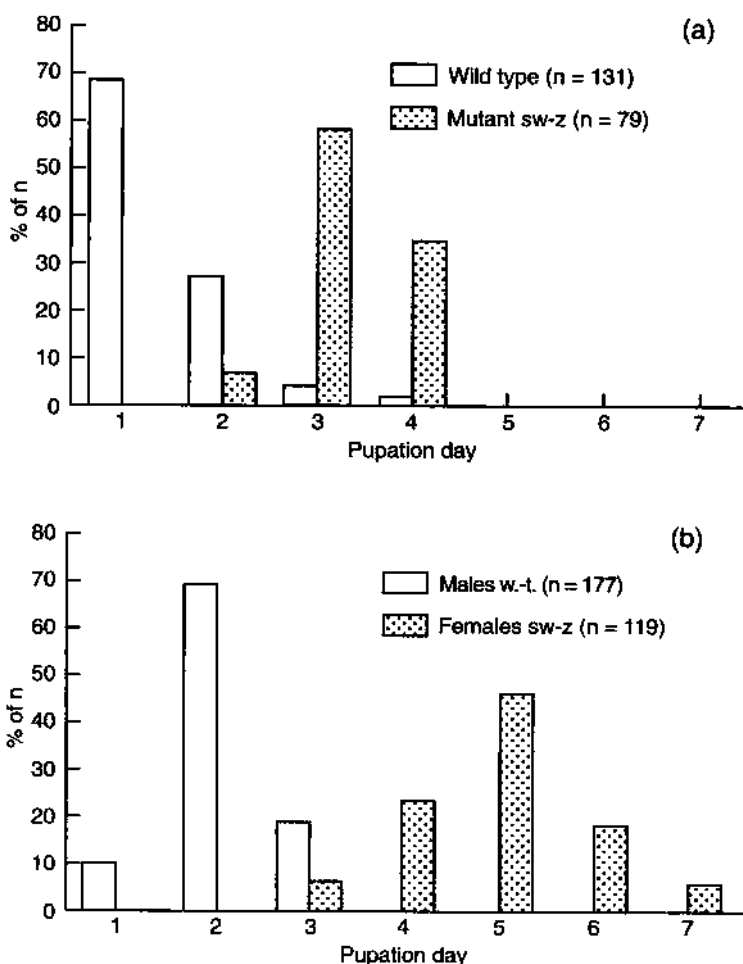 (a)
Wild type (n = 131)
Mutant sw-z (n = 79)
% of n
80
70
60
50
40
30
20
10
0
1 2 3 4 5 6 7
Pupation day
(b)
Males w.-t. (n = 177)
Females sw-z (n = 119)
% of n
80
70
60
50
40
30
20
10
0
1 2 3 4 5 6 7
Pupation day